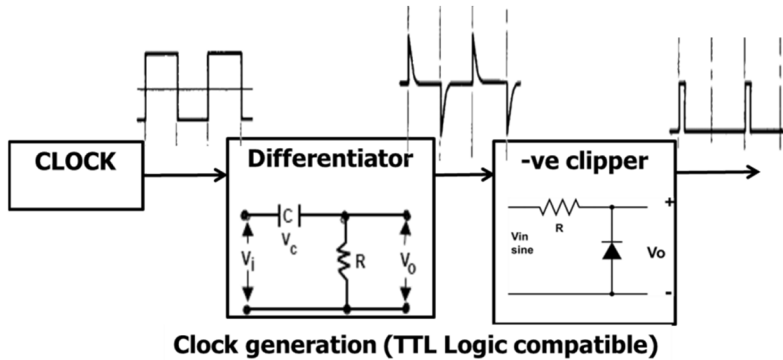 CLOCK
Differentiator
C
Vc
Vi
R
Vo
-ve clipper
R
Vin
sine
+
Vo
-
Clock generation (TTL Logic compatible)